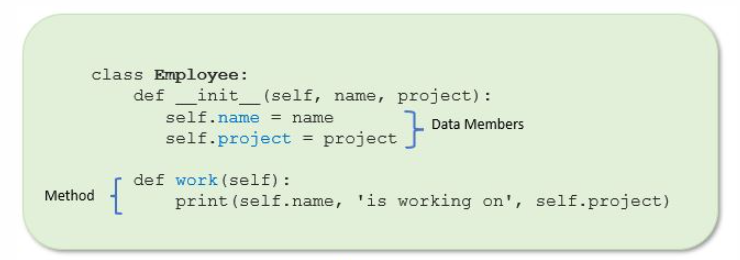 class Employee:
def __init__(self, name, project):
self.name = name
self.project = project
Data Members
Method
def work(self):
print(self.name, 'is working on', self.project)